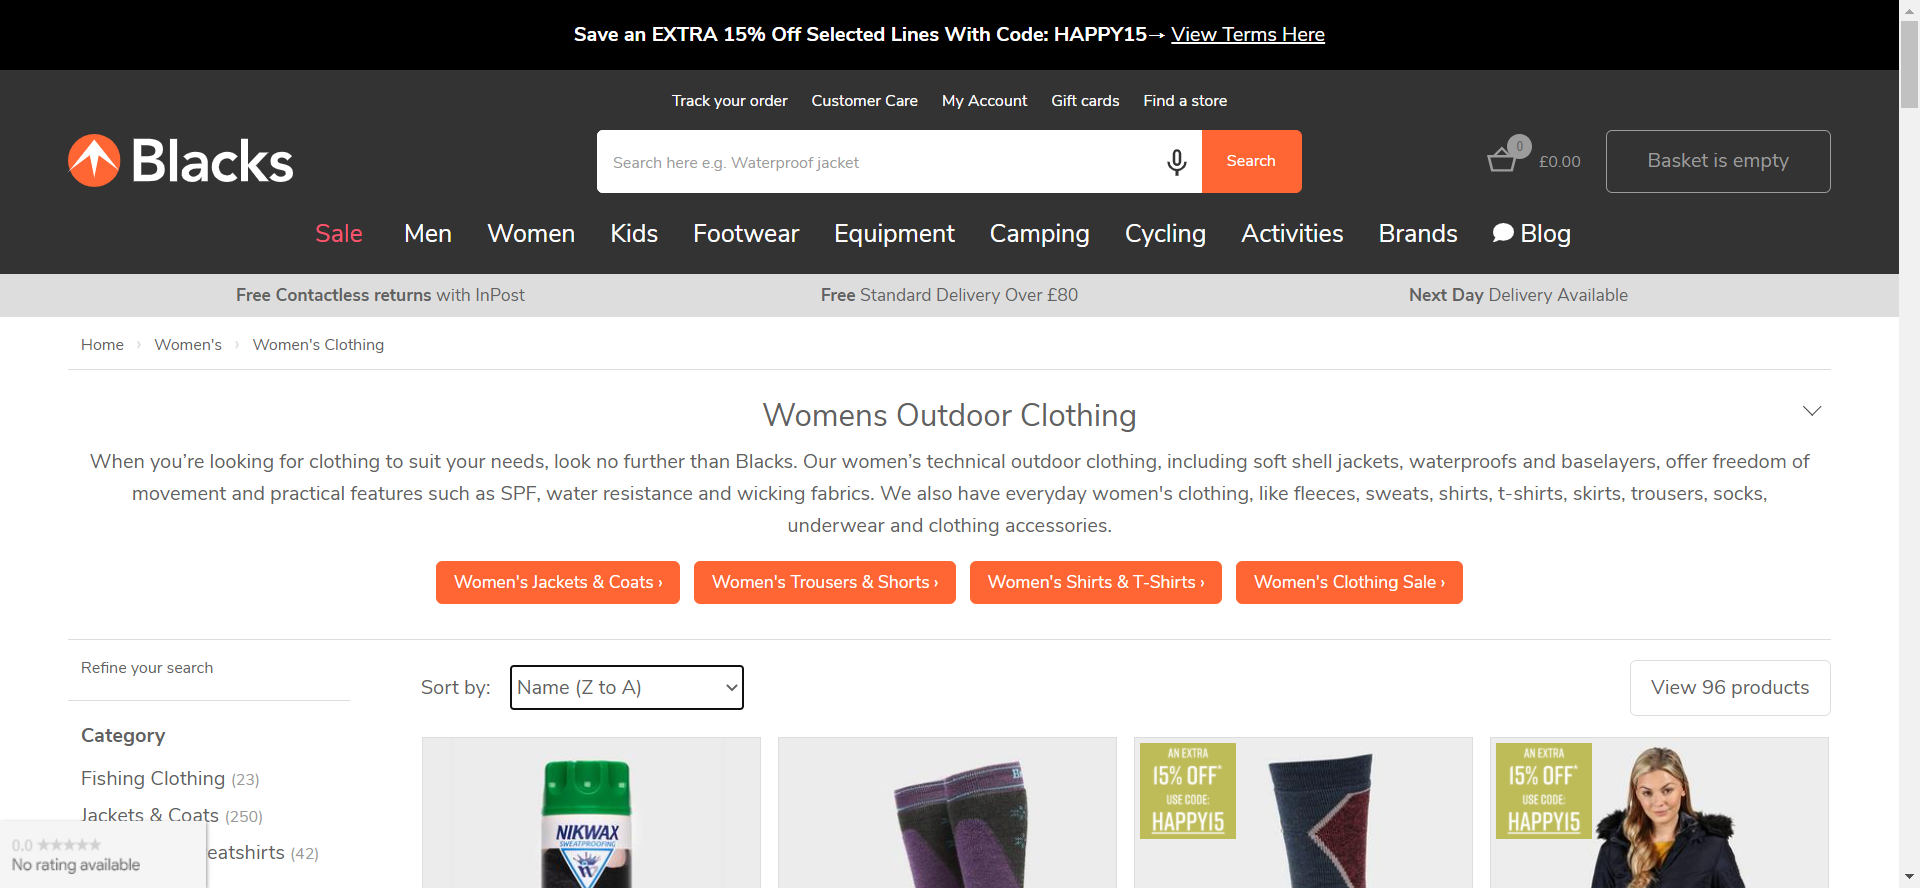 Save an EXTRA 15% Off Selected Lines With Code: HAPPY15→ View Terms Here
Track your order Customer Care My Account Gift cards Find a store
Blacks
Search here e.g. Waterproof jacket
Search
0
£0.00
Basket is empty
Sale Men Women Kids Footwear Equipment Camping Cycling Activities Brands Blog
Free Contactless returns with InPost
Free Standard Delivery Over £80
Next Day Delivery Available
Home › Women's › Women's Clothing
Womens Outdoor Clothing
When you’re looking for clothing to suit your needs, look no further than Blacks. Our women’s technical outdoor clothing, including soft shell jackets, waterproofs and baselayers, offer freedom of
movement and practical features such as SPF, water resistance and wicking fabrics. We also have everyday women's clothing, like fleeces, sweats, shirts, t-shirts, skirts, trousers, socks,
underwear and clothing accessories.
Women's Jackets & Coats ›
Women's Trousers & Shorts ›
Women's Shirts & T-Shirts ›
Women's Clothing Sale ›
Refine your search
Sort by:
Name (Z to A)
View 96 products
Category
Fishing Clothing (23)
Jackets & Coats (250)
eatshirts (42)
0.0 ★★★★★
No rating available
NIKWAX
SWEATPROOFING
AN EXTRA
15% OFF*
USE CODE:
HAPPY15
AN EXTRA
15% OFF*
USE CODE:
HAPPY15